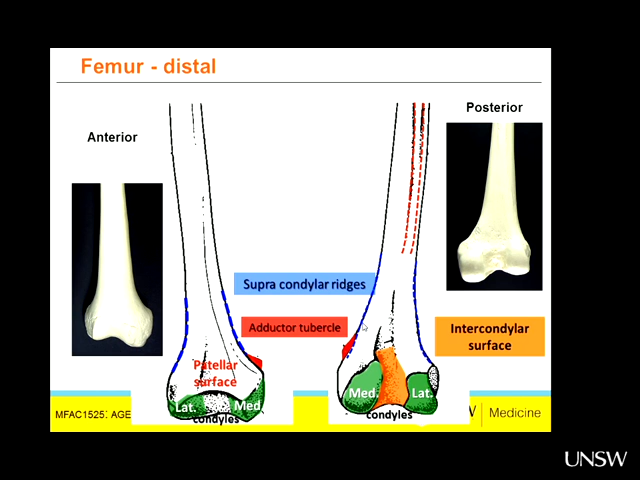 Femur - distal
Posterior
Anterior
Supra condylar ridges
Adductor tubercle
Intercondylar
surface
Patellar
surface
Lat.
Med.
Med.
Lat.
condyles
condyles
MFAC1525: AGE
W
Medicine
UNSW